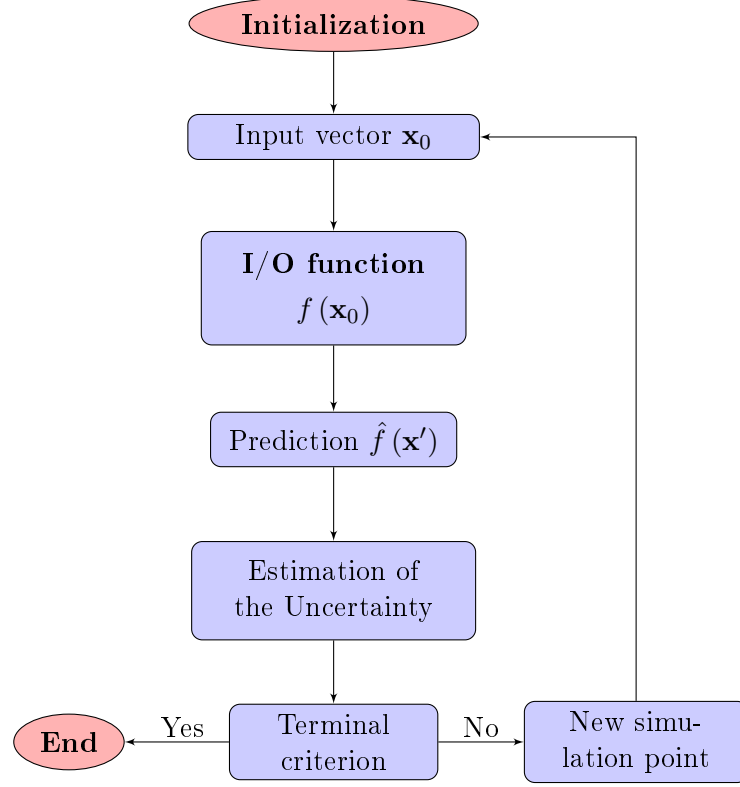 Initialization
Input vector x₀
I/O function
f (x₀)
Prediction f̂ (x′)
Estimation of
the Uncertainty
Terminal
criterion
Yes
End
No
New simu-
lation point